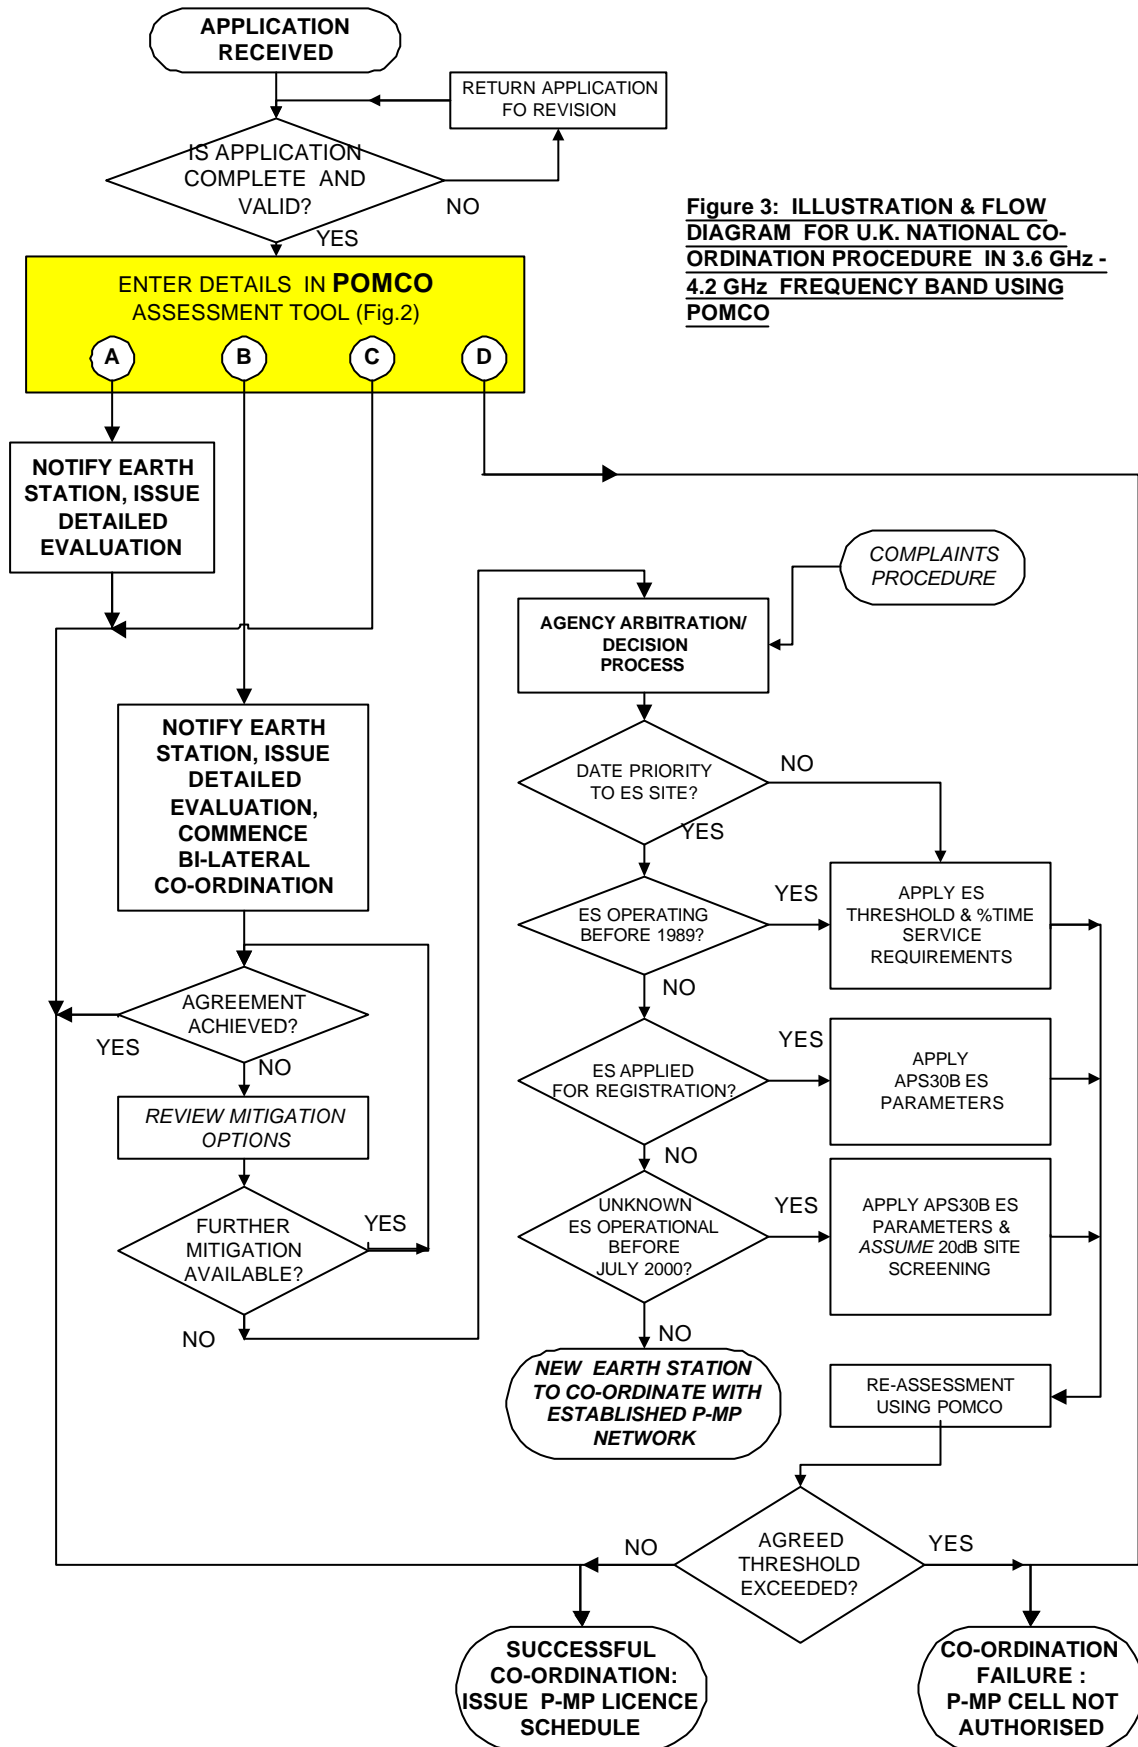 APPLICATION
RECEIVED
RETURN APPLICATION
FO REVISION
IS APPLICATION
COMPLETE AND
VALID?
NO
YES
Figure 3: ILLUSTRATION & FLOW
DIAGRAM FOR U.K. NATIONAL CO-
ORDINATION PROCEDURE IN 3.6 GHz -
4.2 GHz FREQUENCY BAND USING
POMCO
ENTER DETAILS IN POMCO
ASSESSMENT TOOL (Fig.2)
A
B
C
D
NOTIFY EARTH
STATION, ISSUE
DETAILED
EVALUATION
COMPLAINTS
PROCEDURE
AGENCY ARBITRATION/
DECISION
PROCESS
NOTIFY EARTH
STATION, ISSUE
DETAILED
EVALUATION,
COMMENCE
BI-LATERAL
CO-ORDINATION
DATE PRIORITY
TO ES SITE?
NO
YES
ES OPERATING
BEFORE 1989?
YES
APPLY ES
THRESHOLD & %TIME
SERVICE
REQUIREMENTS
NO
AGREEMENT
ACHIEVED?
YES
NO
ES APPLIED
FOR REGISTRATION?
YES
APPLY
APS30B ES
PARAMETERS
NO
REVIEW MITIGATION
OPTIONS
FURTHER
MITIGATION
AVAILABLE?
YES
NO
UNKNOWN
ES OPERATIONAL
BEFORE
JULY 2000?
YES
APPLY APS30B ES
PARAMETERS &
ASSUME 20dB SITE
SCREENING
NO
NEW EARTH STATION
TO CO-ORDINATE WITH
ESTABLISHED P-MP
NETWORK
RE-ASSESSMENT
USING POMCO
AGREED
THRESHOLD
EXCEEDED?
NO
YES
SUCCESSFUL
CO-ORDINATION:
ISSUE P-MP LICENCE
SCHEDULE
CO-ORDINATION
FAILURE :
P-MP CELL NOT
AUTHORISED